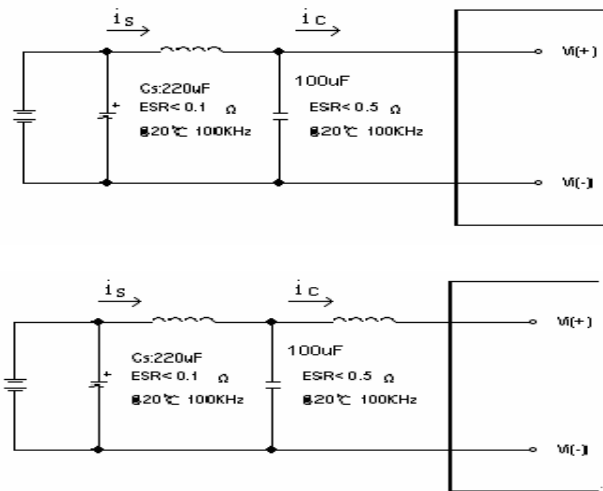 is ic
Cs:220uF 100uF
ESR< 0.1 Ω ESR< 0.5 Ω
20℃ 100KHz 20℃ 100KHz
Vi(+)
Vi(-)
is ic
Cs:220uF 100uF
ESR< 0.1 Ω ESR< 0.5 Ω
20℃ 100KHz 20℃ 100KHz
Vi(+)
Vi(-)